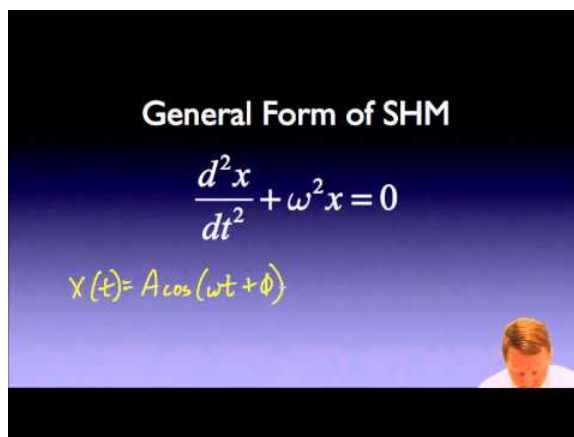 General Form of SHM
d²x/dt² + ω²x = 0
x(t)= A cos(ωt + ϕ)